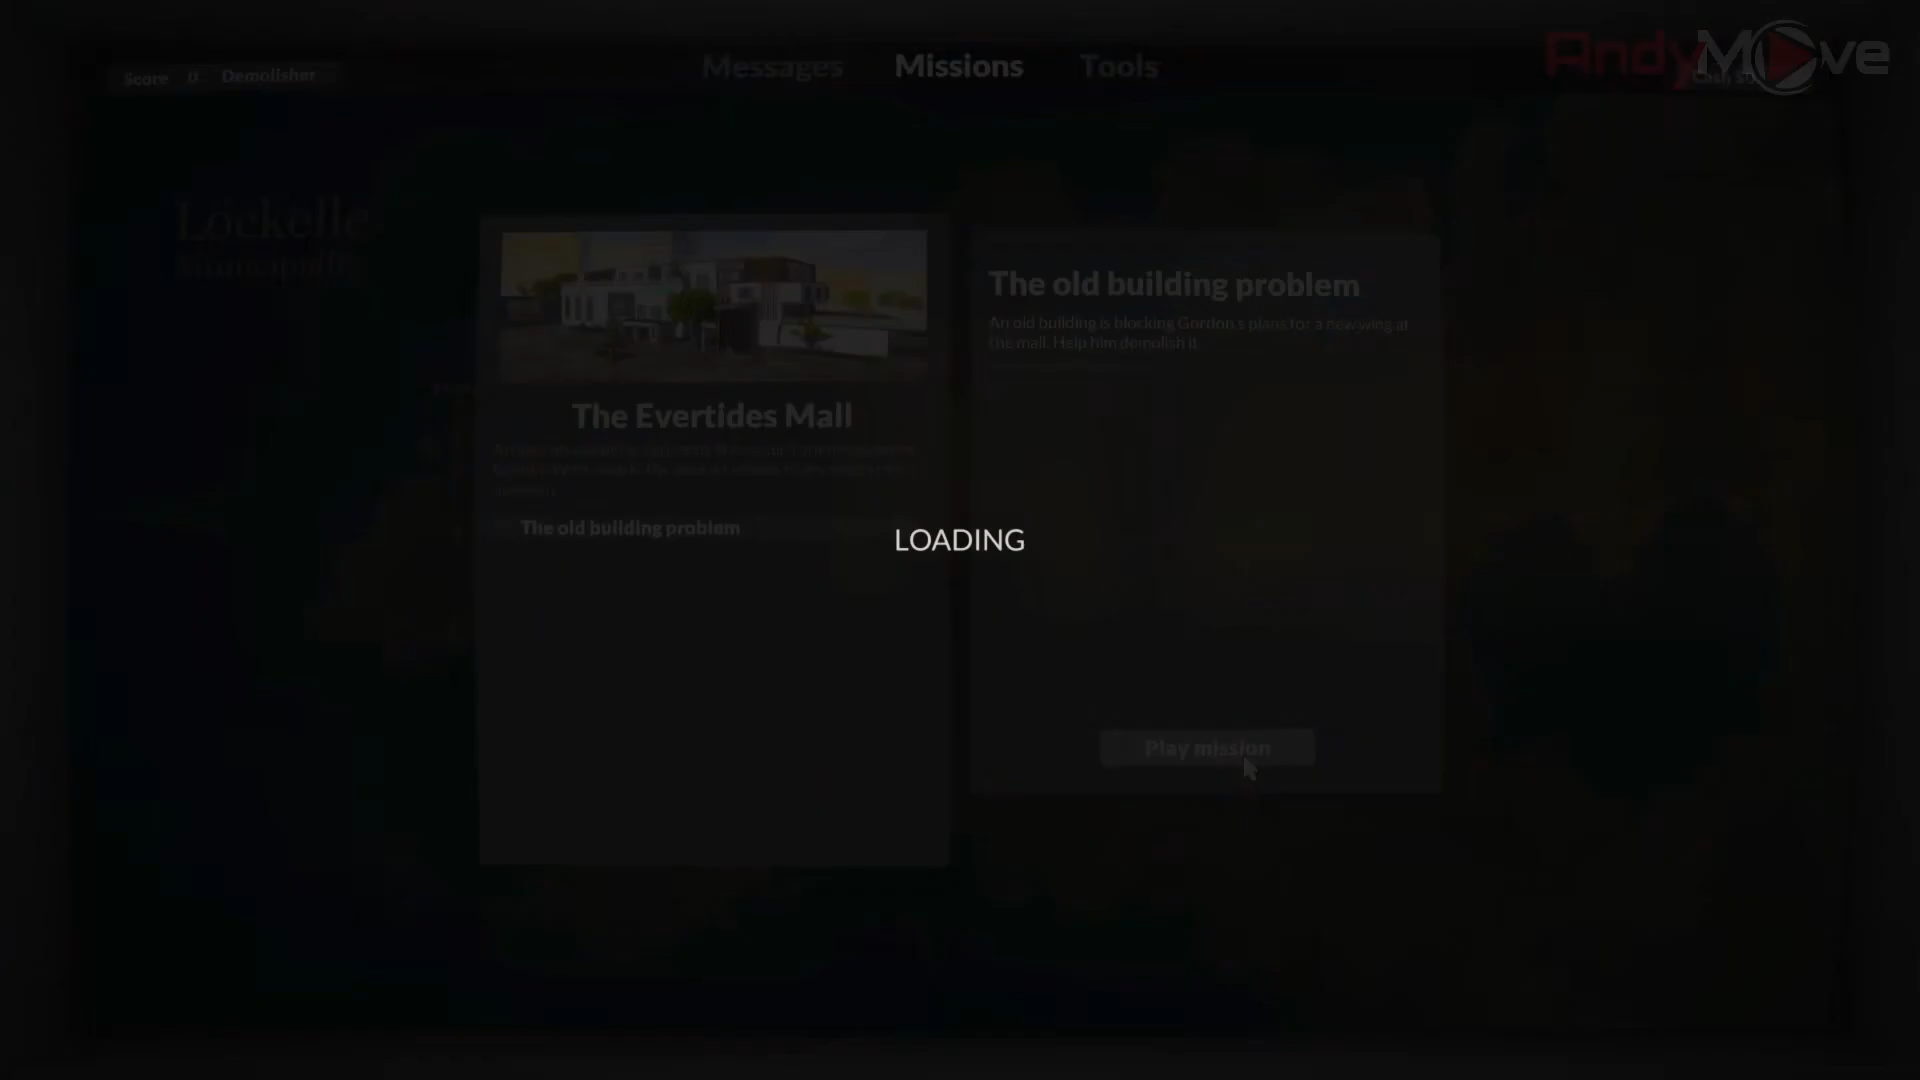 Score 0 Demolisher
Messages Missions Tools
AndyMOve
Löckelle
The old building problem
An old building is blocking Gordon's plans for a new wing at
the mall. Help him demolish it.
The Evertides Mall
The old building problem
LOADING
Play mission